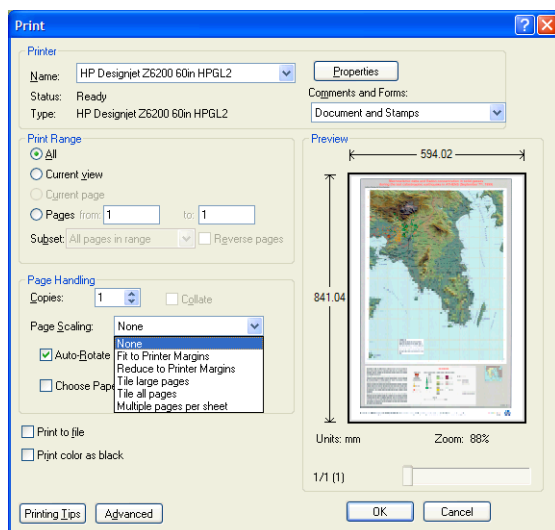 Print
Printer
Name: HP Designjet Z6200 60in HPGL2
Properties
Status: Ready
Comments and Forms:
Type: HP Designjet Z6200 60in HPGL2
Document and Stamps
Print Range
All
Current view
Current page
Pages from: 1 to: 1
Subset: All pages in range
Reverse pages
Preview
594.02
841.04
Page Handling
Copies: 1
Collate
Page Scaling: None
None
Fit to Printer Margins
Auto-Rotate
Reduce to Printer Margins
Tile large pages
Tile all pages
Choose Pape
Multiple pages per sheet
Print to file
Print color as black
Units: mm Zoom: 88%
1/1 (1)
Printing Tips
Advanced
OK
Cancel